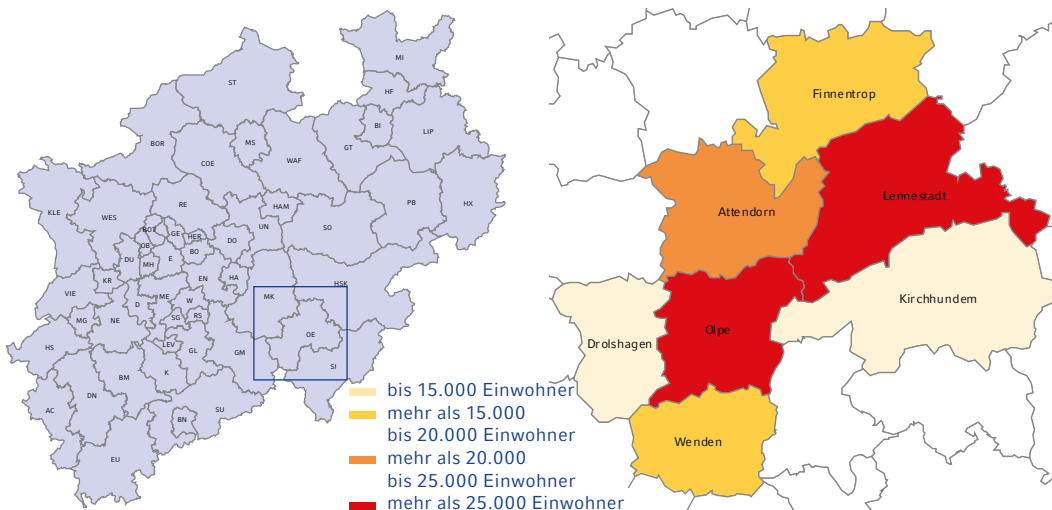 MI
ST
HF
BI
LIP
BOR
MS
GT
COE
WAF
KLE
RE
PB
HX
WES
HAM
UN
SO
BOT
GE
HER
DO
OB
BO
DU
MH
E
KR
EN
HA
HSK
VIE
D
ME
W
MK
MG
NE
SG
RS
OE
HS
LEV
GL
GM
SI
BM
K
DN
AC
SU
BN
EU
Finnentrop
Lennestadt
Attendorn
Kirchhundem
Olpe
Drolshagen
Wenden
bis 15.000 Einwohner
mehr als 15.000
bis 20.000 Einwohner
mehr als 20.000
bis 25.000 Einwohner
mehr als 25.000 Einwohner